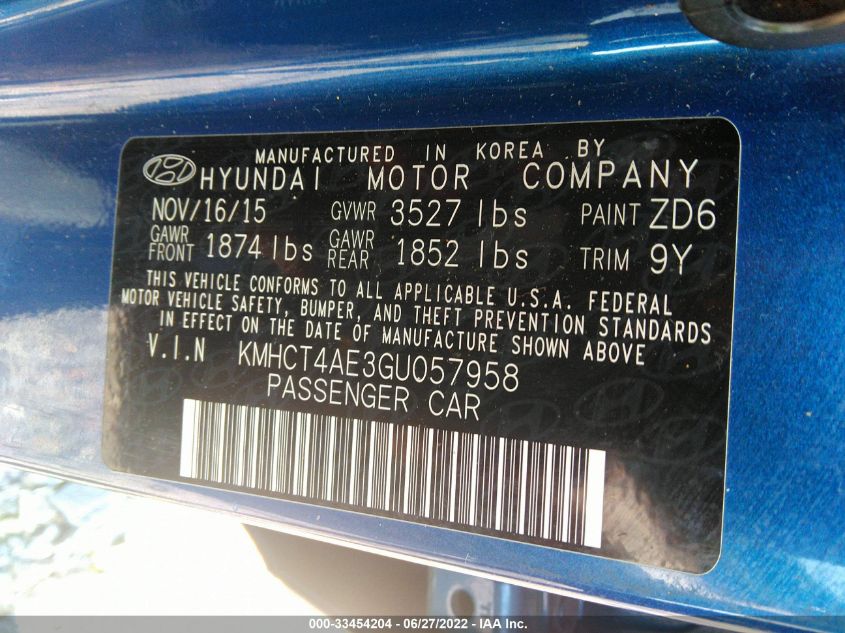 MANUFACTURED IN KOREA BY
HYUNDAI MOTOR COMPANY
NOV/16/15 GVWR 3527 lbs PAINT ZD6
GAWR FRONT 1874 lbs GAWR REAR 1852 lbs TRIM 9Y
THIS VEHICLE CONFORMS TO ALL APPLICABLE U.S.A. FEDERAL
MOTOR VEHICLE SAFETY, BUMPER, AND THEFT PREVENTION STANDARDS
IN EFFECT ON THE DATE OF MANUFACTURE SHOWN ABOVE
V.I.N KMHCT4AE3GU057958
PASSENGER CAR
000-33454204 - 06/27/2022 - IAA Inc.